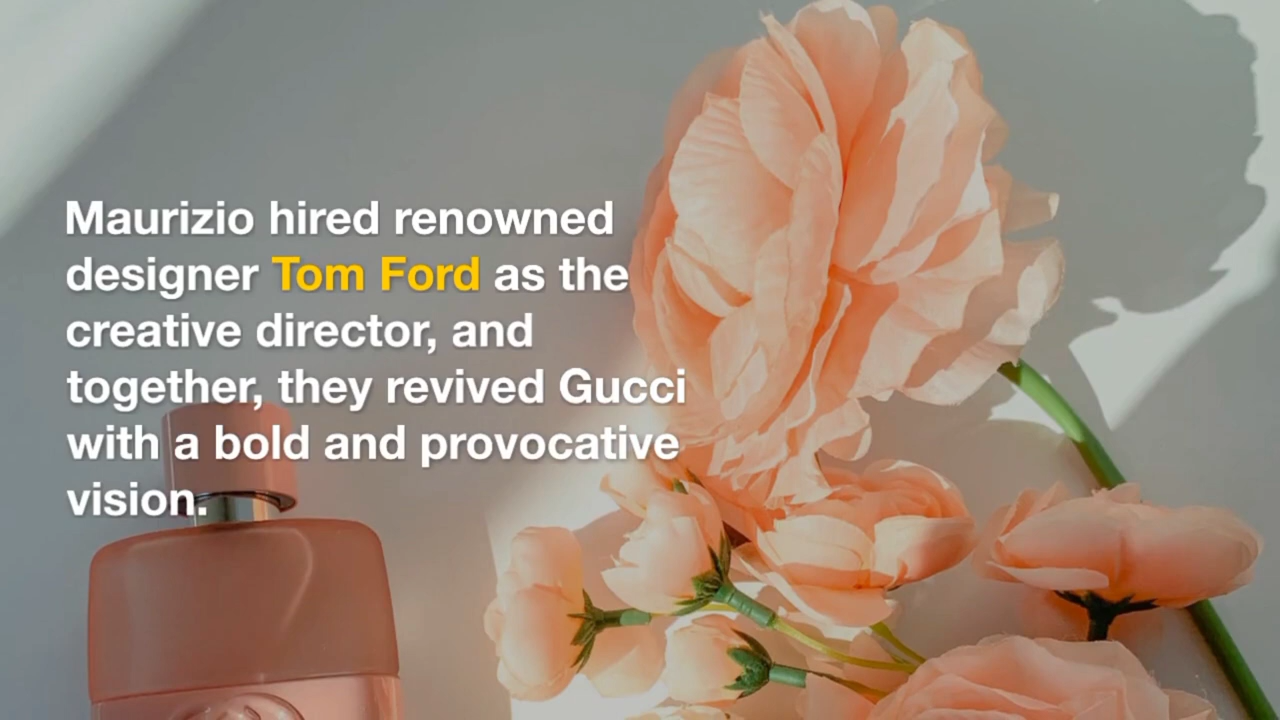 Maurizio hired renowned
designer Tom Ford as the
creative director, and
together, they revived Gucci
with a bold and provocative
vision.